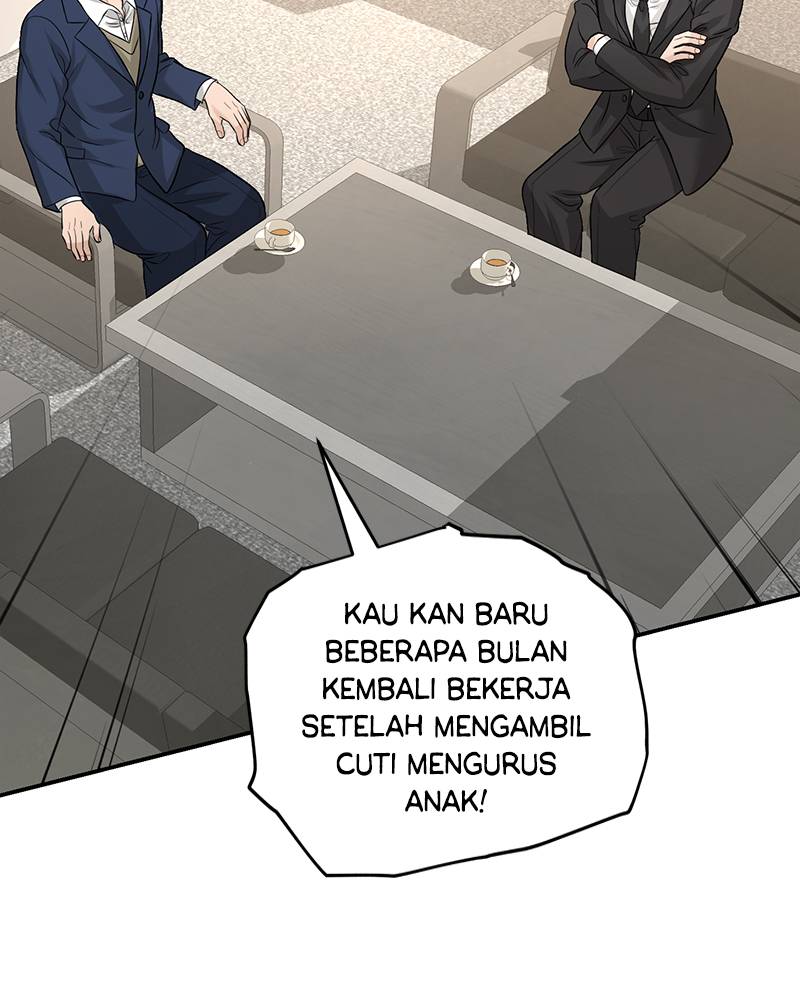 KAU KAN BARU
BEBERAPA BULAN
KEMBALI BEKERJA
SETELAH MENGAMBIL
CUTI MENGURUS
ANAK!